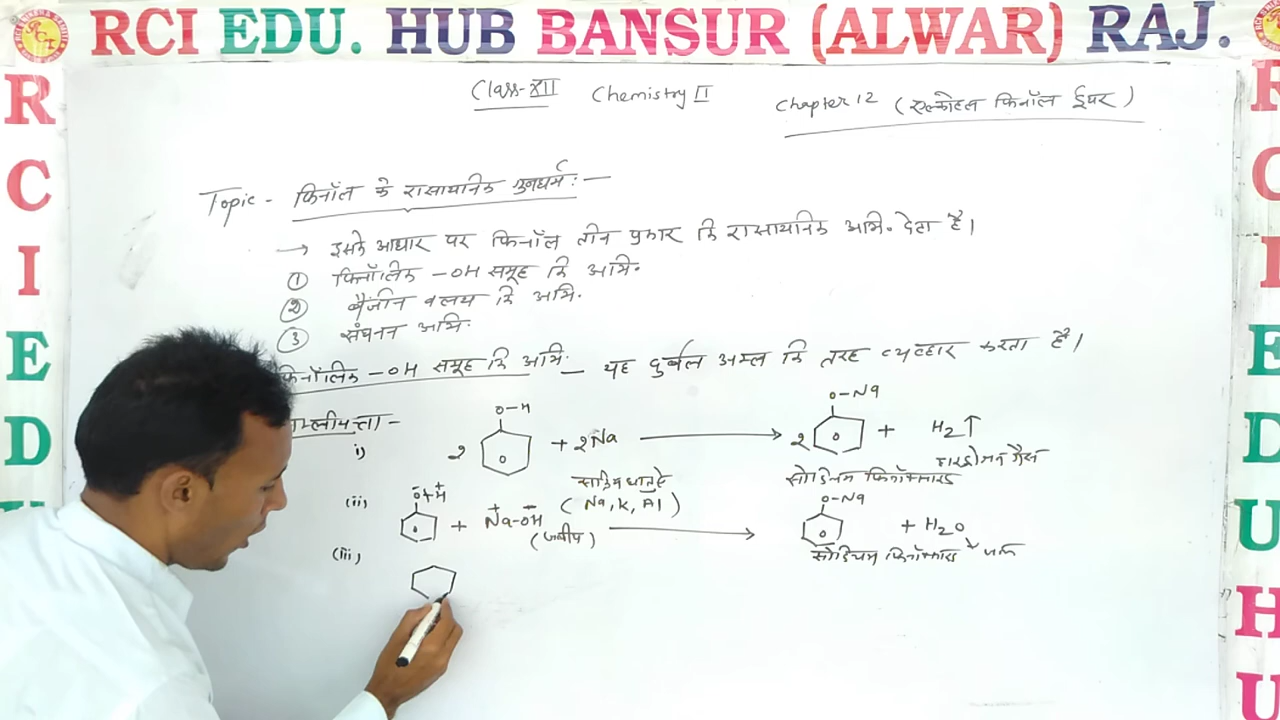 RCI EDU. HUB BANSUR (ALWAR) RAJ.
Class-XII Chemistry II Chapter 12 (एल्कोहल फिनॉल ईथर)
Topic - फिनॉल के रासायनिक गुणधर्म :-
→ इसके आधार पर फिनॉल तीन प्रकार कि रासायनिक अभि. देता है।
① फिनॉलिक -OH समूह कि अभि.
② बैंजीन वलय कि अभि.
③ संघनन अभि.
फिनॉलिक -OH समूह कि अभि. - यह दुर्बल अम्ल कि तरह व्यवहार करता है।
म्लीयता -
i) 2 O-H + 2Na → 2 O-Na + H2↑
सक्रिय धातुऐ सोडियम फिनॉक्साइड हाइड्रोजन गैस
(Na, K, Al)
(ii) O-H + Na-OH → O-Na + H2O
(जलीय) सोडियम फिनॉक्साइड जल
(iii)
R
C
I
E
D
U
R
C
I
E
D
U
H
U